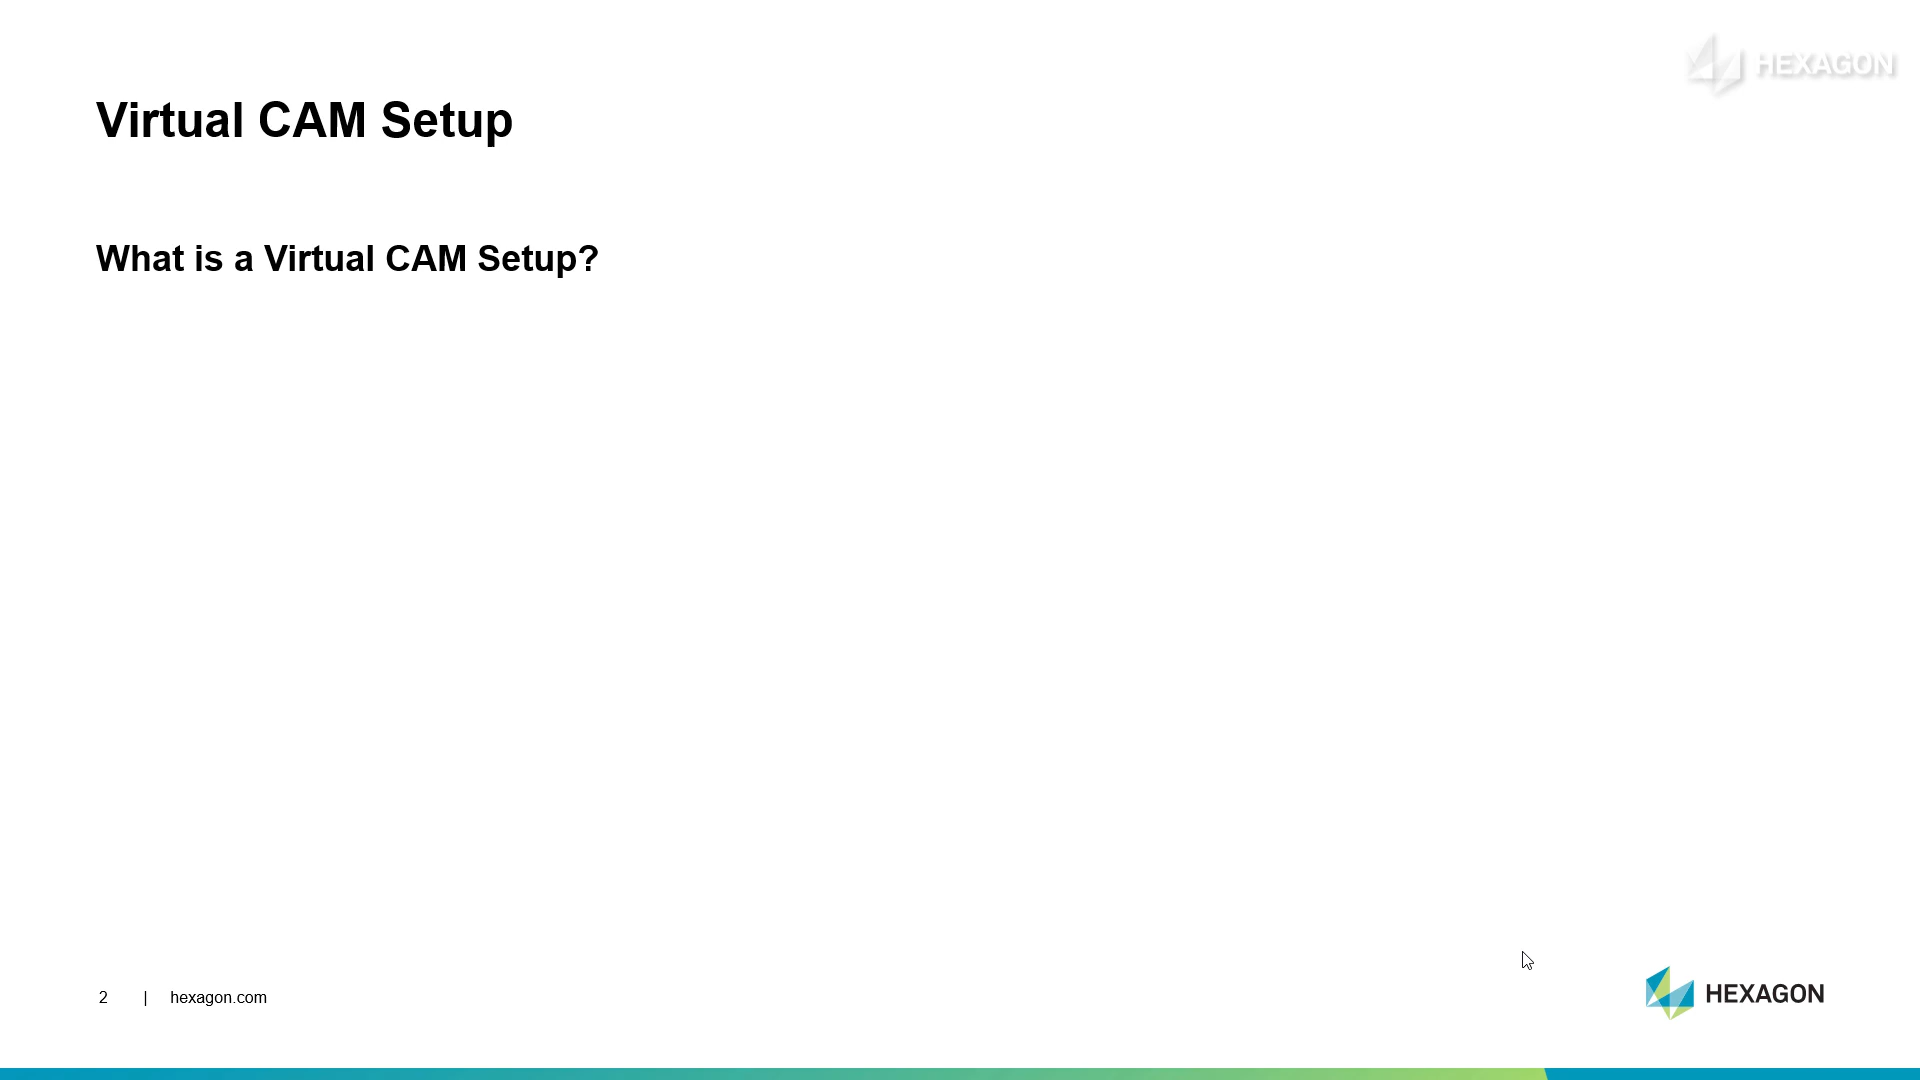 HEXAGON
Virtual CAM Setup
What is a Virtual CAM Setup?
2 | hexagon.com
HEXAGON